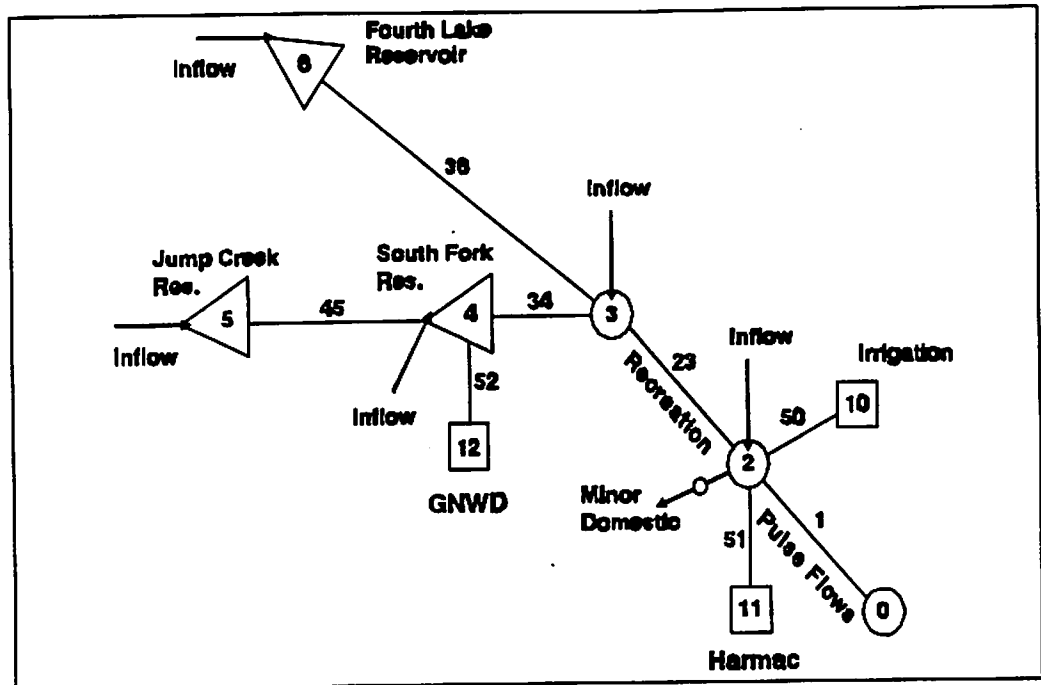 Fourth Lake
Reservoir
Inflow
6
36
Inflow
Jump Creek
Res.
South Fork
Res.
5
45
4
34
3
Inflow
Inflow
52
12
GNWD
23
Recreation
Inflow
Irrigation
10
50
2
Minor
Domestic
51
1
Pulse Flows
11
0
Harmac